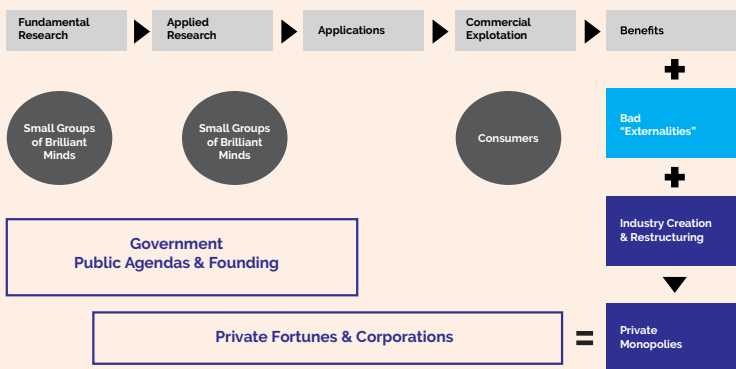 Fundamental
Research
Applied
Research
Applications
Commercial
Explotation
Benefits
Small Groups
of Brilliant
Minds
Small Groups
of Brilliant
Minds
Consumers
Bad
"Externalities”
Industry Creation
& Restructuring
Government
Public Agendas & Founding
Private Fortunes & Corporations
=
Private
Monopolies